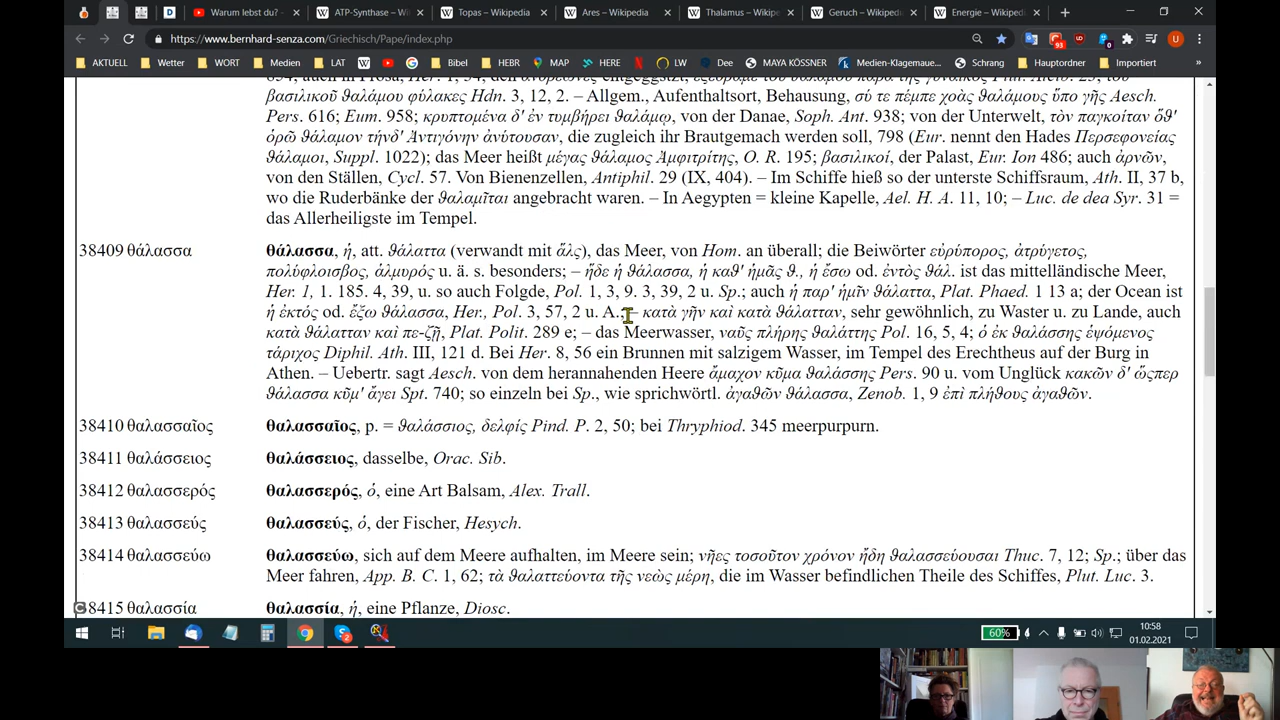 Warum lebst du? -
ATP-Synthase – Wi
Topas – Wikipedia
Ares – Wikipedia
Thalamus – Wikipe
Geruch – Wikipedi
Energie – Wikipedi
https://www.bernhard-senza.com/Griechisch/Pape/index.php
AKTUELL Wetter WORT Medien LAT Bibel HEBR MAP HERE LW Dee MAYA KÖSSNER Medien-Klagemaue... Schrang Hauptordner Importiert
βασιλικοῦ θαλάμου φύλακες Hdn. 3, 12, 2. – Allgem., Aufenthaltsort, Behausung, σύ τε πέμπε χοὰς θαλάμους ὕπο γῆς Aesch.
Pers. 616; Eum. 958; κρυπτομένα δ' ἐν τυμβήρει θαλάμῳ, von der Danae, Soph. Ant. 938; von der Unterwelt, τὸν παγκοίταν ὅθ'
ὁρῶ θάλαμον τήνδ' Ἀντιγόνην ἀνύτουσαν, die zugleich ihr Brautgemach werden soll, 798 (Eur. nennt den Hades Περσεφονείας
θάλαμοι, Suppl. 1022); das Meer heißt μέγας θάλαμος Ἀμφιτρίτης, O. R. 195; βασιλικοί, der Palast, Eur. Ion 486; auch ἀρνῶν,
von den Ställen, Cycl. 57. Von Bienenzellen, Antiphil. 29 (IX, 404). – Im Schiffe hieß so der unterste Schiffsraum, Ath. II, 37 b,
wo die Ruderbänke der θαλαμῖται angebracht waren. – In Aegypten = kleine Kapelle, Ael. H. A. 11, 10; – Luc. de dea Syr. 31 =
das Allerheiligste im Tempel.
38409 θάλασσα θάλασσα, ἡ, att. θάλαττα (verwandt mit ἅλς), das Meer, von Hom. an überall; die Beiwörter εὐρύπορος, ἀτρύγετος,
πολύφλοισβος, ἁλμυρός u. ä. s. besonders; – ἥδε ἡ θάλασσα, ἡ καθ' ἡμᾶς θ., ἡ ἔσω od. ἐντὸς θάλ. ist das mittelländische Meer,
Her. 1, 1. 185. 4, 39, u. so auch Folgde, Pol. 1, 3, 9. 3, 39, 2 u. Sp.; auch ἡ παρ' ἡμῖν θάλαττα, Plat. Phaed. 1 13 a; der Ocean ist
ἡ ἐκτός od. ἔξω θάλασσα, Her., Pol. 3, 57, 2 u. A.; – κατὰ γῆν καὶ κατὰ θάλατταν, sehr gewöhnlich, zu Waster u. zu Lande, auch
κατὰ θάλατταν καὶ πε-ζῇ, Plat. Polit. 289 e; – das Meerwasser, ναῦς πλήρης θαλάττης Pol. 16, 5, 4; ὁ ἐκ θαλάσσης ἑψόμενος
τάριχος Diphil. Ath. III, 121 d. Bei Her. 8, 56 ein Brunnen mit salzigem Wasser, im Tempel des Erechtheus auf der Burg in
Athen. – Uebertr. sagt Aesch. von dem herannahenden Heere ἄμαχον κῦμα θαλάσσης Pers. 90 u. vom Unglück κακῶν δ' ὥςπερ
θάλασσα κῦμ' ἄγει Spt. 740; so einzeln bei Sp., wie sprichwörtl. ἀγαθῶν θάλασσα, Zenob. 1, 9 ἐπὶ πλήθους ἀγαθῶν.
38410 θαλασσαῖος θαλασσαῖος, p. = θαλάσσιος, δελφίς Pind. P. 2, 50; bei Thryphiod. 345 meerpurpurn.
38411 θαλάσσειος θαλάσσειος, dasselbe, Orac. Sib.
38412 θαλασσερός θαλασσερός, ὁ, eine Art Balsam, Alex. Trall.
38413 θαλασσεύς θαλασσεύς, ὁ, der Fischer, Hesych.
38414 θαλασσεύω θαλασσεύω, sich auf dem Meere aufhalten, im Meere sein; νῆες τοσοῦτον χρόνον ἤδη θαλασσεύουσαι Thuc. 7, 12; Sp.; über das
Meer fahren, App. B. C. 1, 62; τὰ θαλαττεύοντα τῆς νεὼς μέρη, die im Wasser befindlichen Theile des Schiffes, Plut. Luc. 3.
38415 θαλασσία θαλασσία, ἡ, eine Pflanze, Diosc.
60%
10:58
01.02.2021